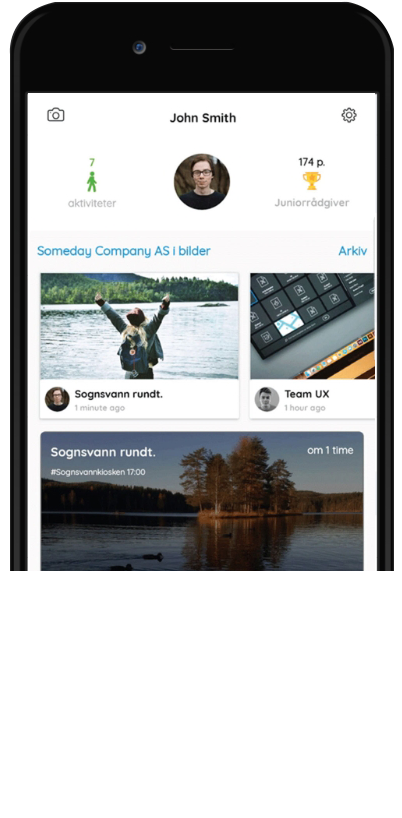 John Smith
7
aktiviteter
174 p.
Juniorrådgiver
Someday Company AS i bilder
Arkiv
Sognsvann rundt.
1 minute ago
Team UX
1 hour ago
Sognsvann rundt.
om 1 time
#Sognsvannkiosken 17:00